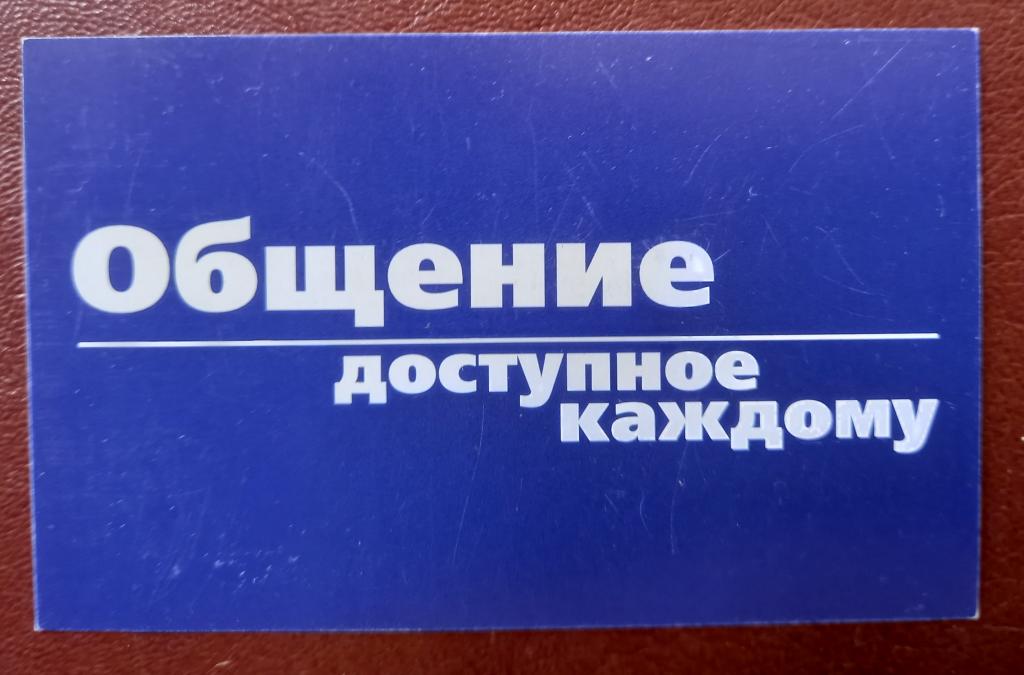 Общение
доступное
каждому